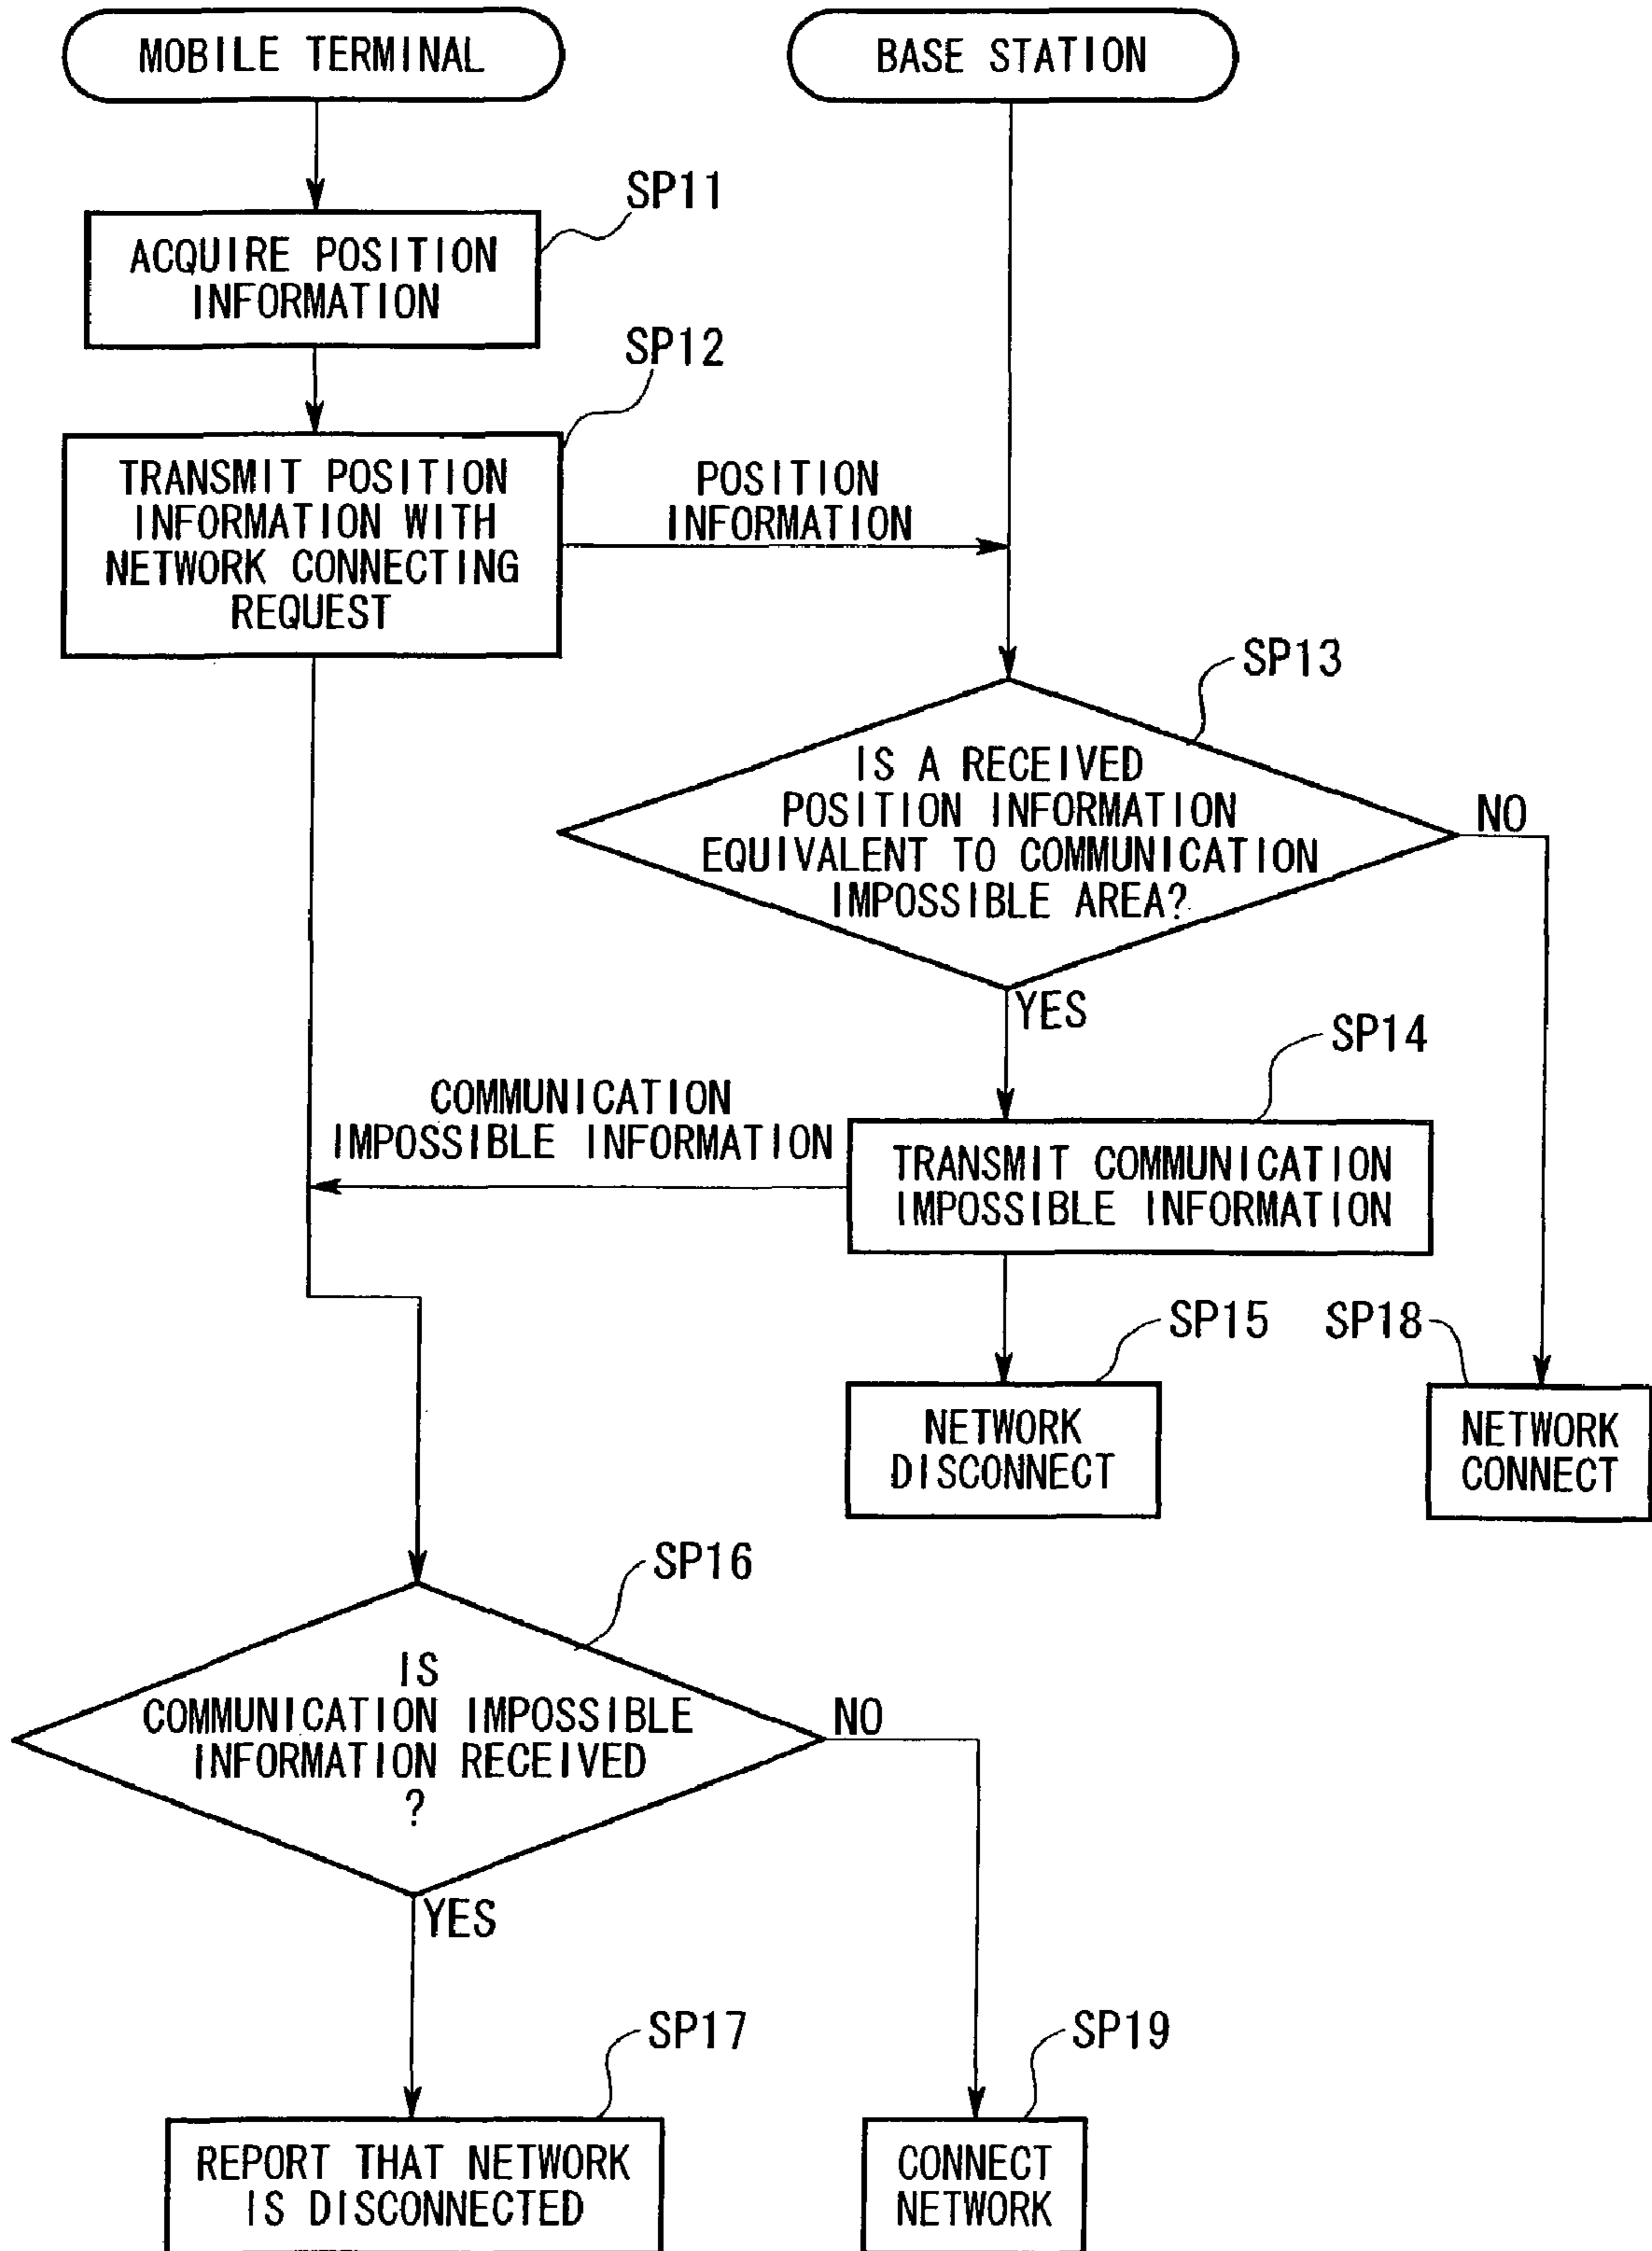 MOBILE TERMINAL
BASE STATION
SP11
ACQUIRE POSITION
INFORMATION
SP12
TRANSMIT POSITION
INFORMATION WITH
NETWORK CONNECTING
REQUEST
POSITION
INFORMATION
SP13
IS A RECEIVED
POSITION INFORMATION
EQUIVALENT TO COMMUNICATION
IMPOSSIBLE AREA?
NO
YES
SP14
COMMUNICATION
IMPOSSIBLE INFORMATION
TRANSMIT COMMUNICATION
IMPOSSIBLE INFORMATION
SP15
SP18
NETWORK
DISCONNECT
NETWORK
CONNECT
SP16
IS
COMMUNICATION IMPOSSIBLE
INFORMATION RECEIVED
?
NO
YES
SP17
SP19
REPORT THAT NETWORK
IS DISCONNECTED
CONNECT
NETWORK